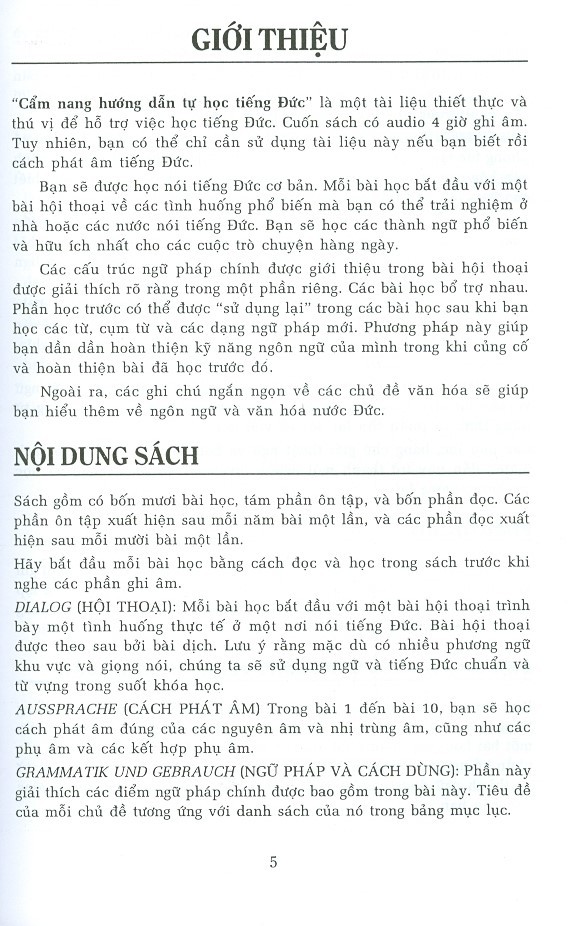 GIỚI THIỆU
“Cẩm nang hướng dẫn tự học tiếng Đức” là một tài liệu thiết thực và
thú vị để hỗ trợ việc học tiếng Đức. Cuốn sách có audio 4 giờ ghi âm.
Tuy nhiên, bạn có thể chỉ cần sử dụng tài liệu này nếu bạn biết rồi
cách phát âm tiếng Đức.
Bạn sẽ được học nói tiếng Đức cơ bản. Mỗi bài học bắt đầu với một
bài hội thoại về các tình huống phổ biến mà bạn có thể trải nghiệm ở
nhà hoặc các nước nói tiếng Đức. Bạn sẽ học các thành ngữ phổ biến
và hữu ích nhất cho các cuộc trò chuyện hàng ngày.
Các cấu trúc ngữ pháp chính được giới thiệu trong bài hội thoại
được giải thích rõ ràng trong một phần riêng. Các bài học bổ trợ nhau.
Phần học trước có thể được “sử dụng lại” trong các bài học sau khi bạn
học các từ, cụm từ và các dạng ngữ pháp mới. Phương pháp này giúp
bạn dần dần hoàn thiện kỹ năng ngôn ngữ của mình trong khi củng cố
và hoàn thiện bài đã học trước đó.
Ngoài ra, các ghi chú ngắn ngọn về các chủ đề văn hóa sẽ giúp
bạn hiểu thêm về ngôn ngữ và văn hóa nước Đức.
NỘI DUNG SÁCH
Sách gồm có bốn mươi bài học, tám phần ôn tập, và bốn phần đọc. Các
phần ôn tập xuất hiện sau mỗi năm bài một lần, và các phần đọc xuất
hiện sau mỗi mười bài một lần.
Hãy bắt đầu mỗi bài học bằng cách đọc và học trong sách trước khi
nghe các phần ghi âm.
DIALOG (HỘI THOẠI): Mỗi bài học bắt đầu với một bài hội thoại trình
bày một tình huống thực tế ở một nơi nói tiếng Đức. Bài hội thoại
được theo sau bởi bài dịch. Lưu ý rằng mặc dù có nhiều phương ngữ
khu vực và giọng nói, chúng ta sẽ sử dụng ngữ và tiếng Đức chuẩn và
từ vựng trong suốt khóa học.
AUSSPRACHE (CÁCH PHÁT ÂM) Trong bài 1 đến bài 10, bạn sẽ học
cách phát âm đúng của các nguyên âm và nhị trùng âm, cũng như các
phụ âm và các kết hợp phụ âm.
GRAMMATIK UND GEBRAUCH (NGỮ PHÁP VÀ CÁCH DÙNG): Phần này
giải thích các điểm ngữ pháp chính được bao gồm trong bài này. Tiêu đề
của mỗi chủ đề tương ứng với danh sách của nó trong bảng mục lục.
5